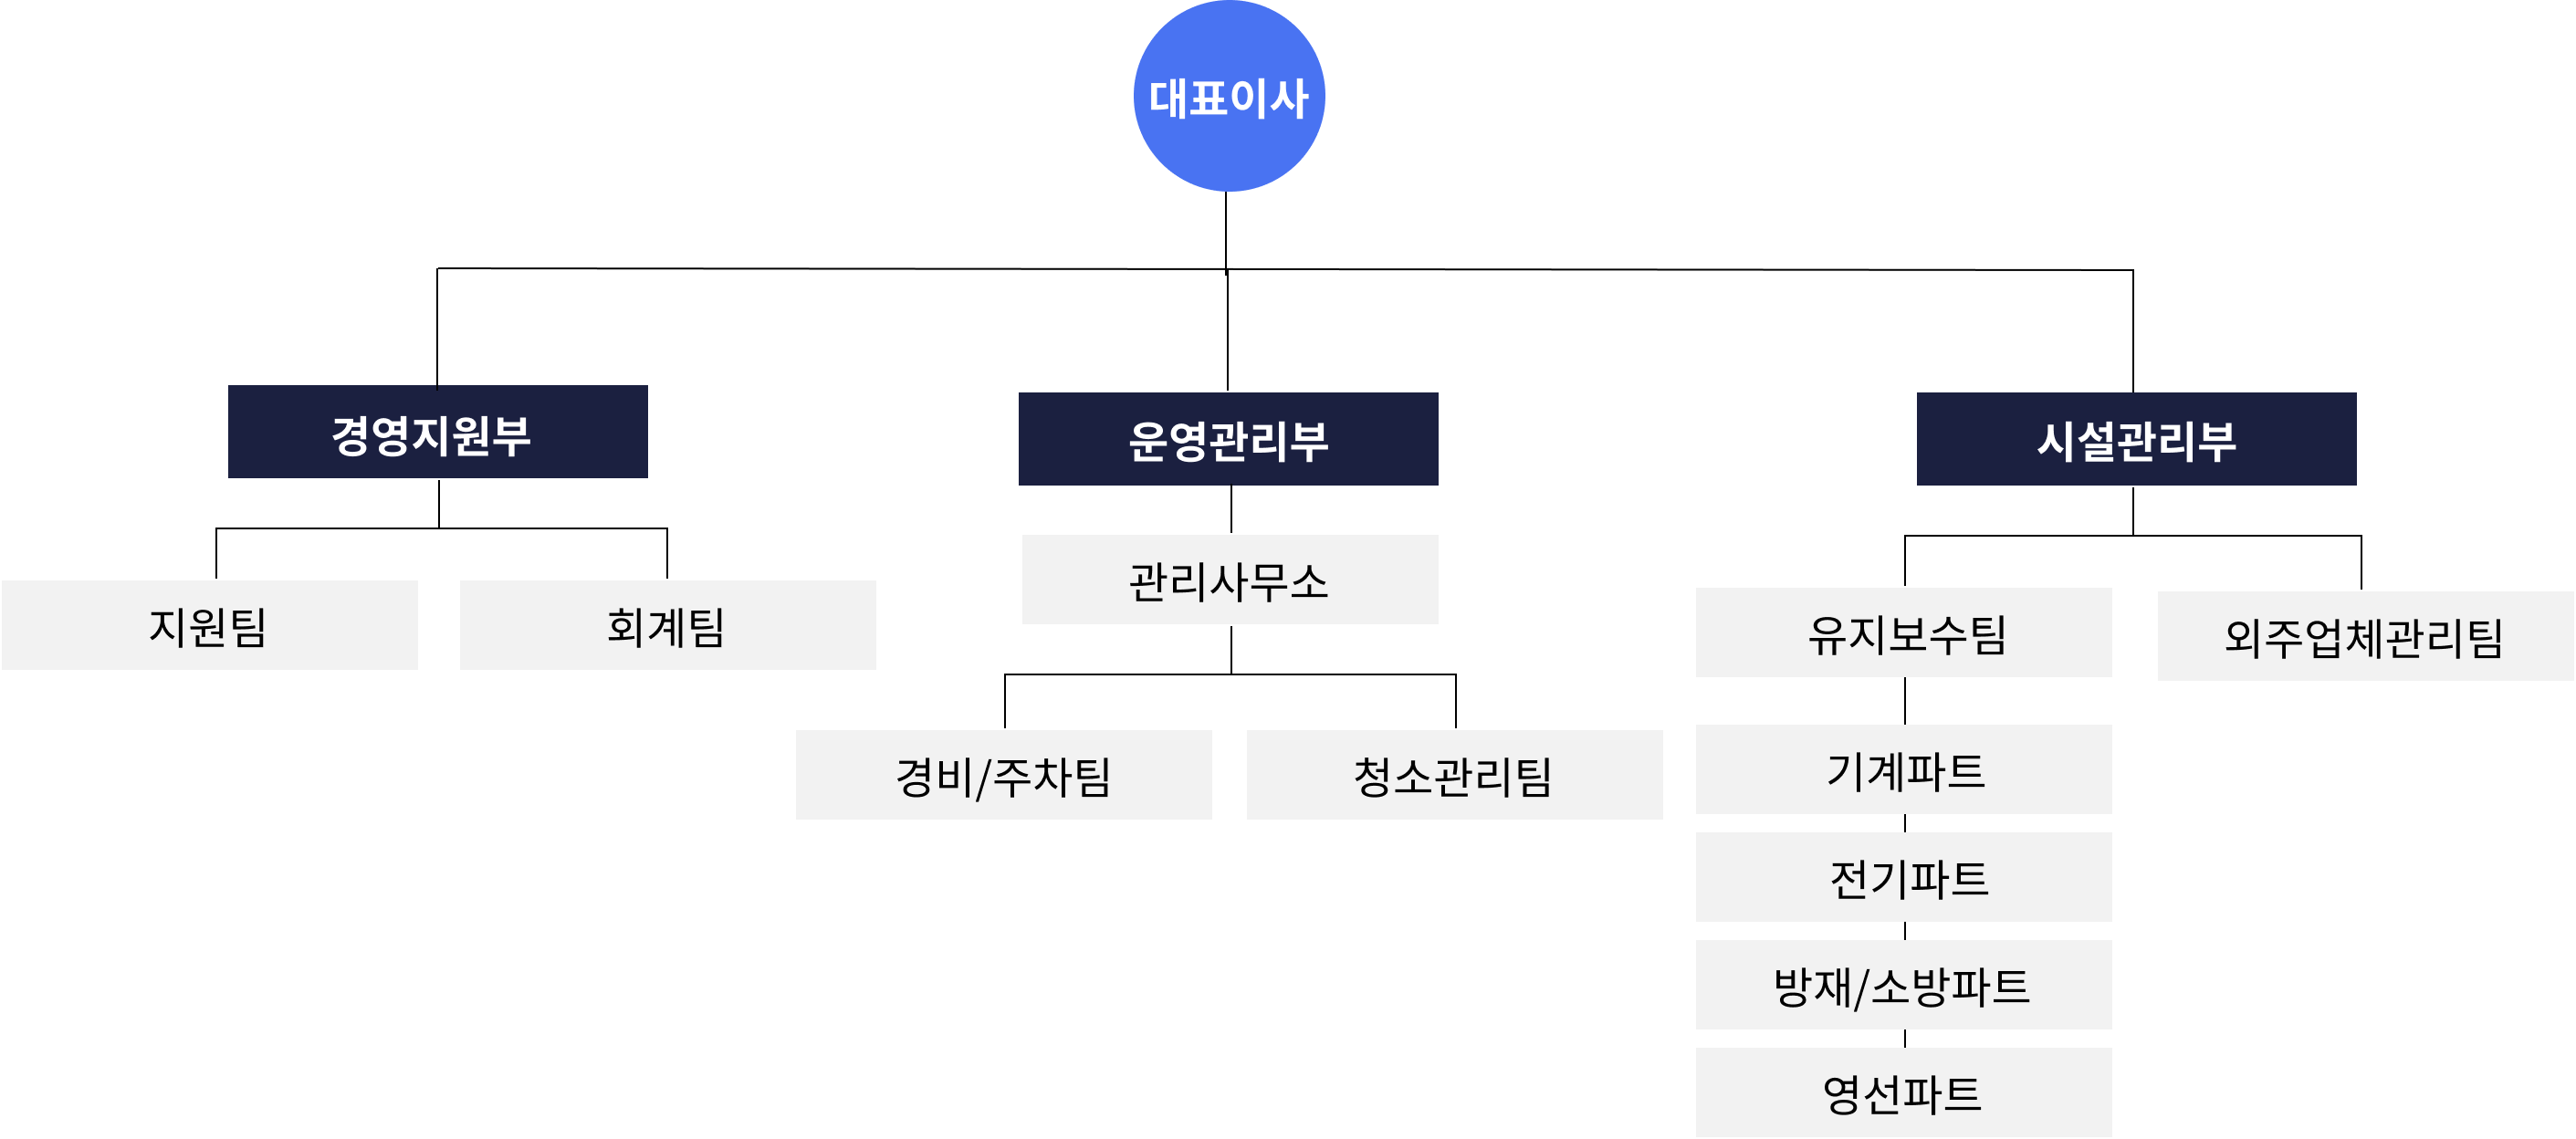 대표이사
경영지원부
운영관리부
시설관리부
관리사무소
지원팀
회계팀
유지보수팀
외주업체관리팀
경비/주차팀
청소관리팀
기계파트
전기파트
방재/소방파트
영선파트